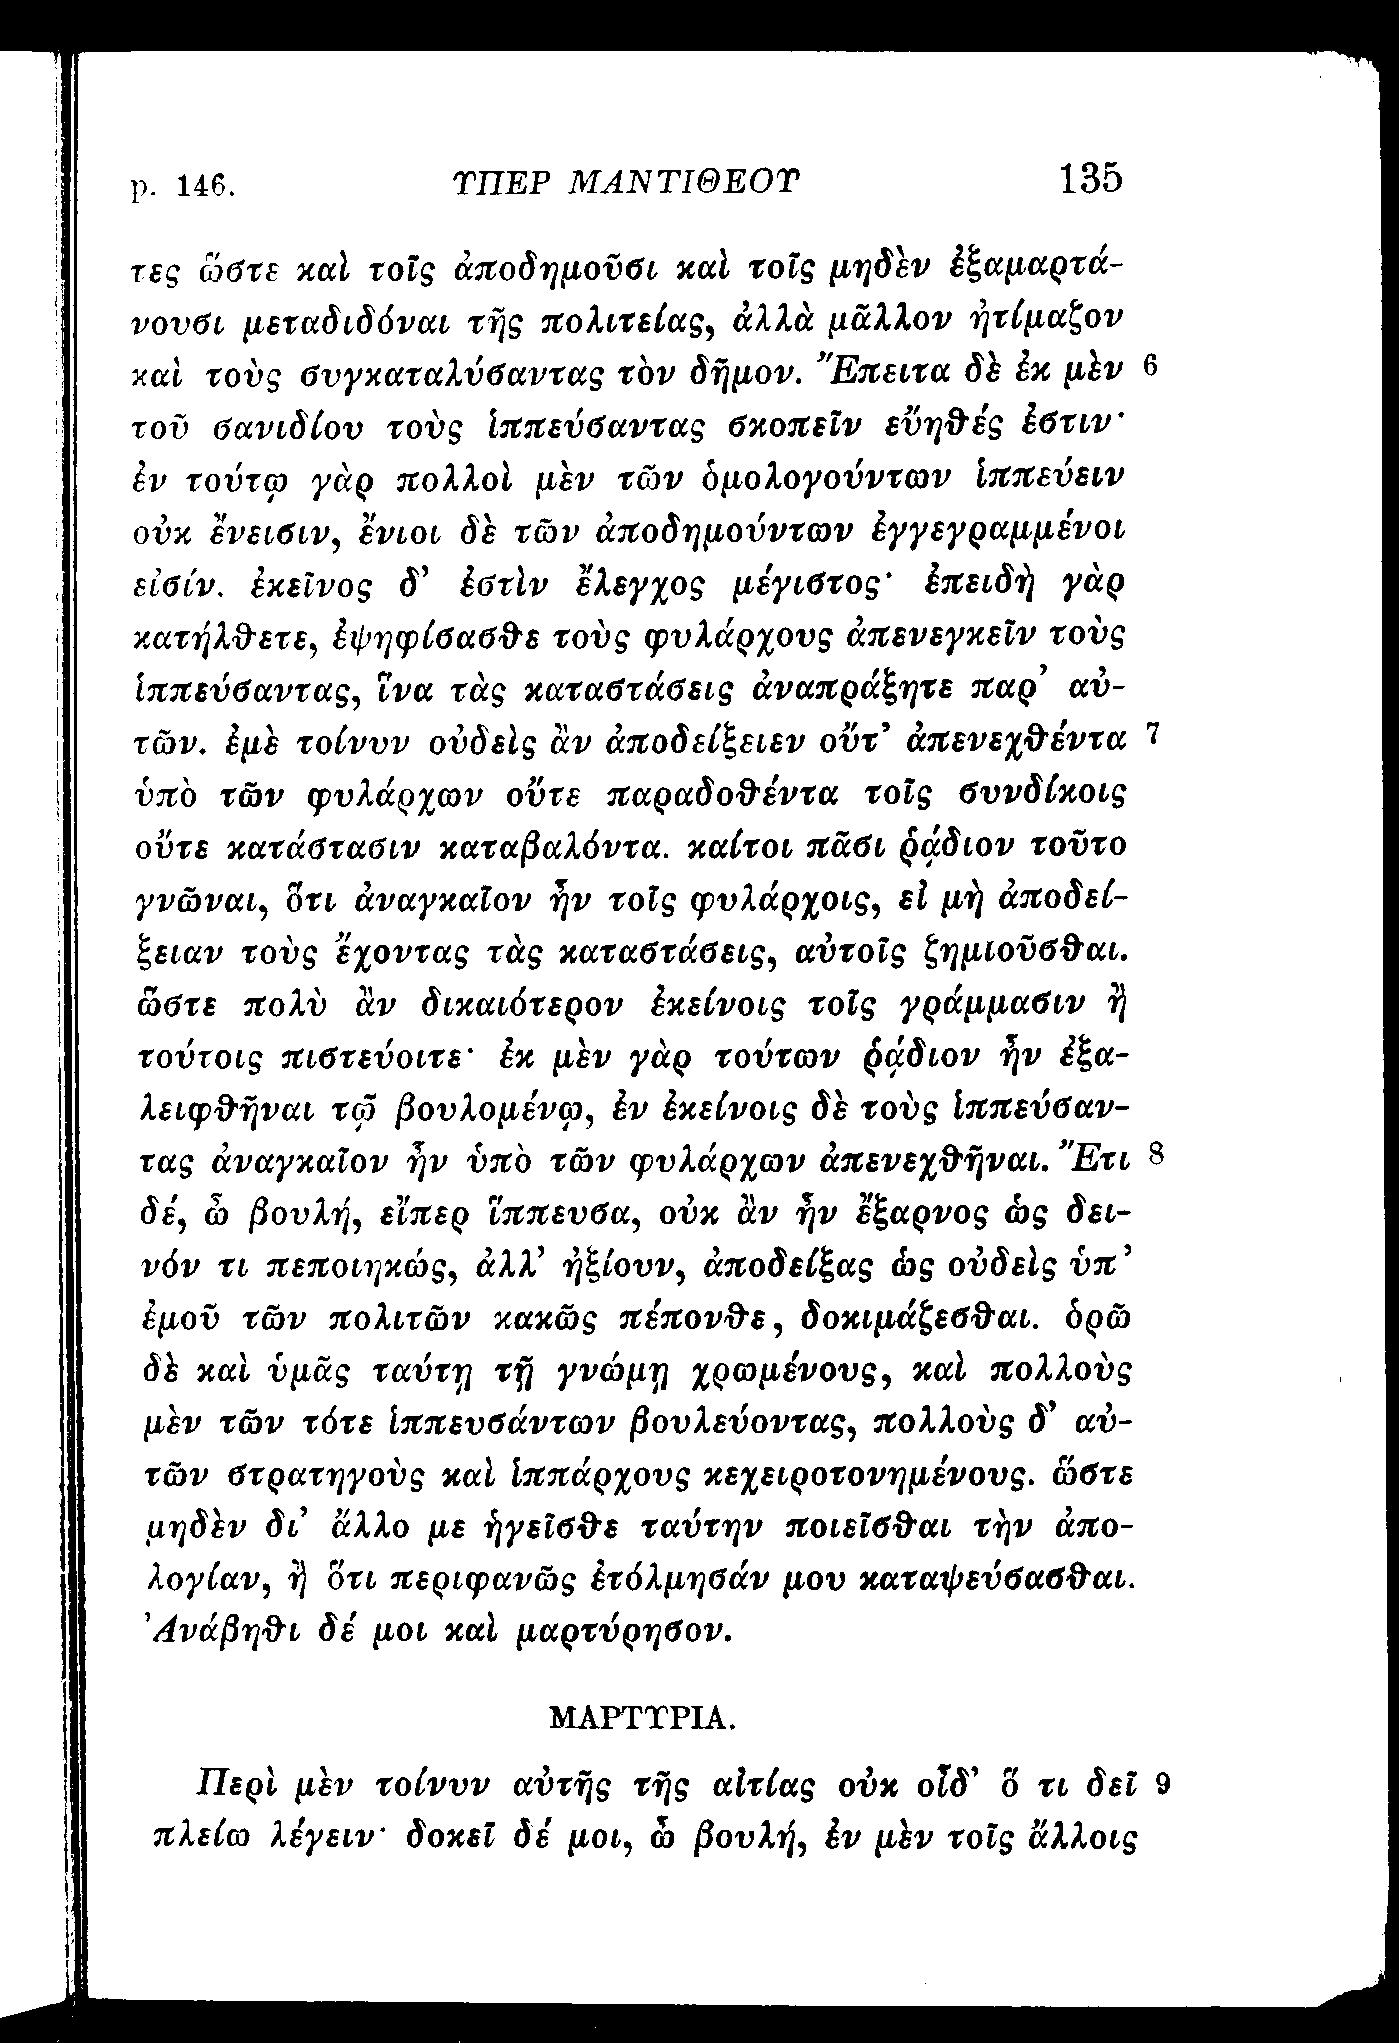 p. 146. ΥΠΕΡ ΜΑΝΤΙΘΕΟΥ 135
τες ὥστε καὶ τοῖς ἀποδημοῦσι καὶ τοῖς μηδὲν ἐξαμαρτά-
νουσι μεταδιδόναι τῆς πολιτείας, ἀλλὰ μᾶλλον ἠτίμαζον
καὶ τοὺς συγκαταλύσαντας τὸν δῆμον. Ἔπειτα δὲ ἐκ μὲν 6
τοῦ σανιδίου τοὺς ἱππεύσαντας σκοπεῖν εὔηθές ἐστιν·
ἐν τούτῳ γὰρ πολλοὶ μὲν τῶν ὁμολογούντων ἱππεύειν
οὐκ ἔνεισιν, ἔνιοι δὲ τῶν ἀποδημούντων ἐγγεγραμμένοι
εἰσίν. ἐκεῖνος δ’ ἐστὶν ἔλεγχος μέγιστος· ἐπειδὴ γὰρ
κατήλθετε, ἐψηφίσασθε τοὺς φυλάρχους ἀπενεγκεῖν τοὺς
ἱππεύσαντας, ἵνα τὰς καταστάσεις ἀναπράξητε παρ’ αὐ-
τῶν. ἐμὲ τοίνυν οὐδεὶς ἂν ἀποδείξειεν οὔτ’ ἀπενεχθέντα 7
ὑπὸ τῶν φυλάρχων οὔτε παραδοθέντα τοῖς συνδίκοις
οὔτε κατάστασιν καταβαλόντα. καίτοι πᾶσι ῥᾴδιον τοῦτο
γνῶναι, ὅτι ἀναγκαῖον ἦν τοῖς φυλάρχοις, εἰ μὴ ἀποδεί-
ξειαν τοὺς ἔχοντας τὰς καταστάσεις, αὐτοῖς ζημιοῦσθαι.
ὥστε πολὺ ἂν δικαιότερον ἐκείνοις τοῖς γράμμασιν ἢ
τούτοις πιστεύοιτε· ἐκ μὲν γὰρ τούτων ῥᾴδιον ἦν ἐξα-
λειφθῆναι τῷ βουλομένῳ, ἐν ἐκείνοις δὲ τοὺς ἱππεύσαν-
τας ἀναγκαῖον ἦν ὑπὸ τῶν φυλάρχων ἀπενεχθῆναι. Ἔτι 8
δέ, ὦ βουλή, εἴπερ ἵππευσα, οὐκ ἂν ἦν ἔξαρνος ὡς δει-
νόν τι πεποιηκώς, ἀλλ’ ἠξίουν, ἀποδείξας ὡς οὐδεὶς ὑπ’
ἐμοῦ τῶν πολιτῶν κακῶς πέπονθε, δοκιμάζεσθαι. ὁρῶ
δὲ καὶ ὑμᾶς ταύτῃ τῇ γνώμῃ χρωμένους, καὶ πολλοὺς
μὲν τῶν τότε ἱππευσάντων βουλεύοντας, πολλοὺς δ’ αὐ-
τῶν στρατηγοὺς καὶ ἱππάρχους κεχειροτονημένους. ὥστε
μηδὲν δι’ ἄλλο με ἡγεῖσθε ταύτην ποιεῖσθαι τὴν ἀπο-
λογίαν, ἢ ὅτι περιφανῶς ἐτόλμησάν μου καταψεύσασθαι.
Ἀνάβηθι δέ μοι καὶ μαρτύρησον.
ΜΑΡΤΥΡΙΑ.
Περὶ μὲν τοίνυν αὐτῆς τῆς αἰτίας οὐκ οἶδ’ ὅ τι δεῖ 9
πλείω λέγειν· δοκεῖ δέ μοι, ὦ βουλή, ἐν μὲν τοῖς ἄλλοις